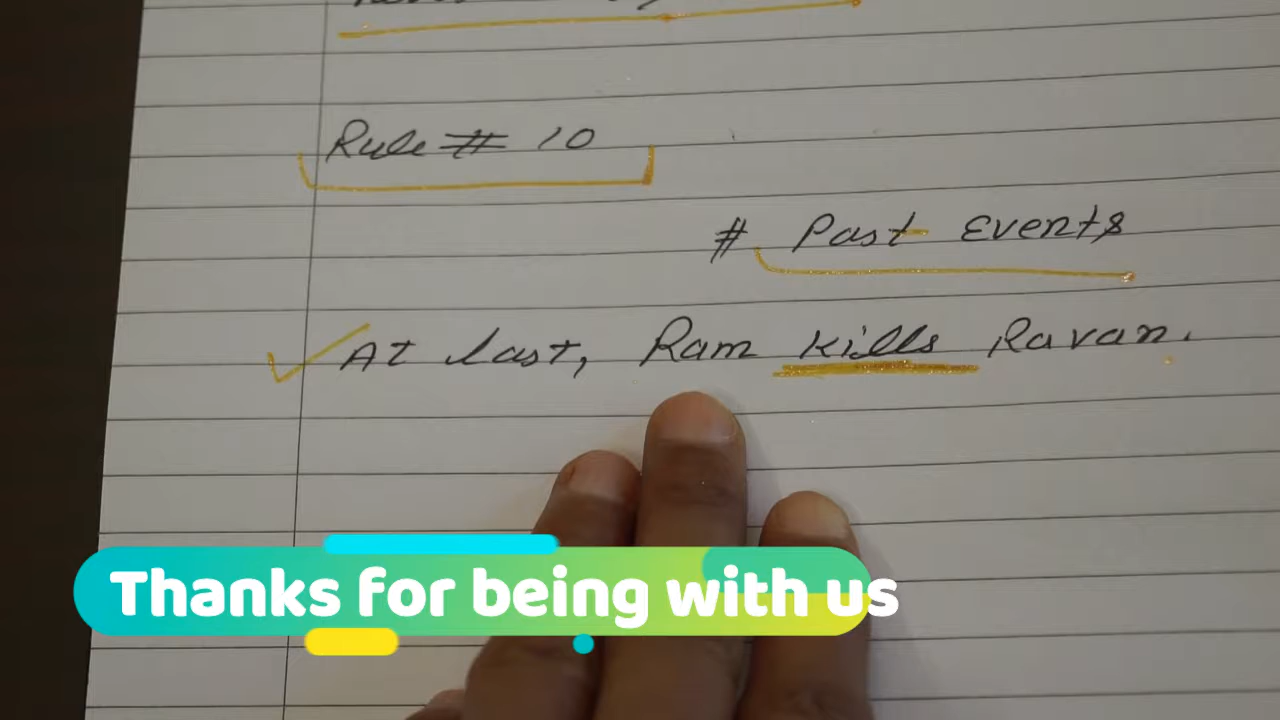 Rule # 10
# Past Events
At last, Ram kills Ravan.
Thanks for being with us